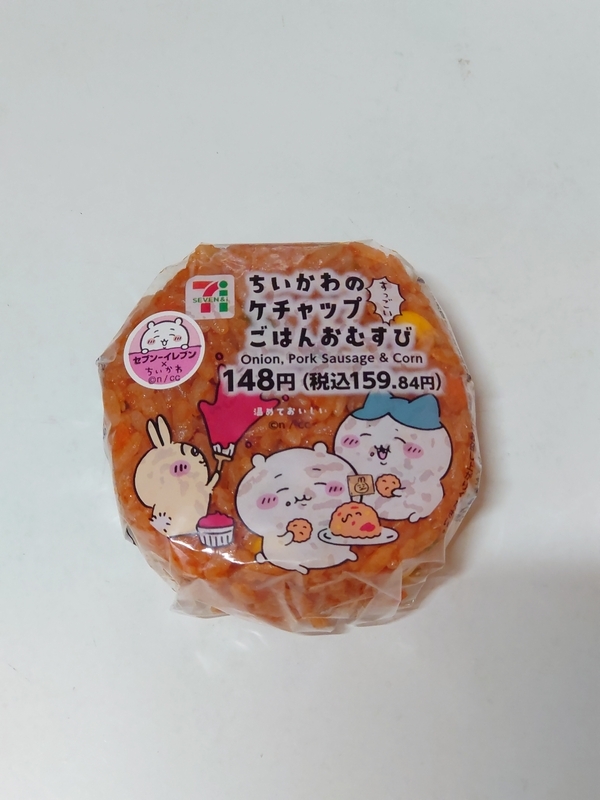 SEVEN&i
ちいかわの
ケチャップ
ごはんおむすび
すっごい
Onion, Pork Sausage & Corn
148円(税込159.84円)
温めておいしい
©n/cc
セブン-イレブン
×
ちいかわ
©n/cc